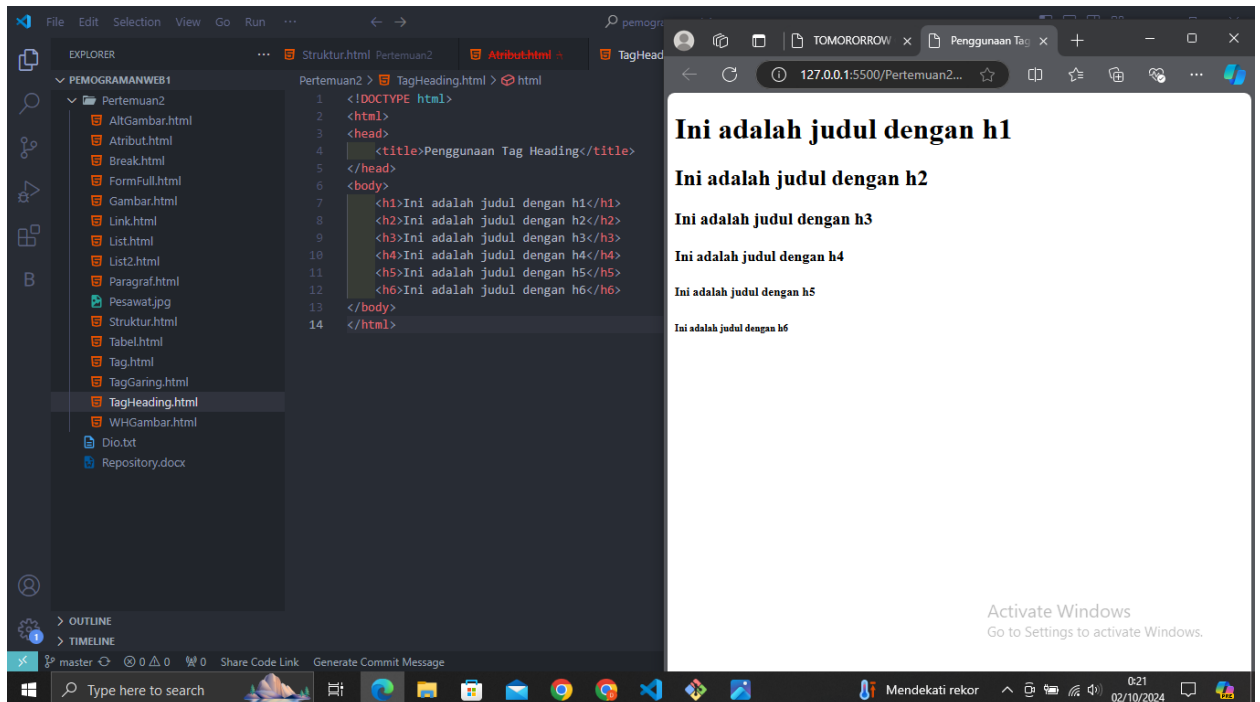 File Edit Selection View Go Run ··· ← → pemogra
EXPLORER ···
PEMOGRAMANWEB1
Pertemuan2
AltGambar.html
Atribut.html
Break.html
FormFull.html
Gambar.html
Link.html
List.html
List2.html
Paragraf.html
Pesawat.jpg
Struktur.html
Tabel.html
Tag.html
TagGaring.html
TagHeading.html
WHGambar.html
Dio.txt
Repository.docx
OUTLINE
TIMELINE
Struktur.html Pertemuan2 Atribut.html TagHead
Pertemuan2 > TagHeading.html > html
1 <!DOCTYPE html>
2 <html>
3 <head>
4 <title>Penggunaan Tag Heading</title>
5 </head>
6 <body>
7 <h1>Ini adalah judul dengan h1</h1>
8 <h2>Ini adalah judul dengan h2</h2>
9 <h3>Ini adalah judul dengan h3</h3>
10 <h4>Ini adalah judul dengan h4</h4>
11 <h5>Ini adalah judul dengan h5</h5>
12 <h6>Ini adalah judul dengan h6</h6>
13 </body>
14 </html>
TOMORORROW Penggunaan Tag
127.0.0.1:5500/Pertemuan2...
Ini adalah judul dengan h1
Ini adalah judul dengan h2
Ini adalah judul dengan h3
Ini adalah judul dengan h4
Ini adalah judul dengan h5
Ini adalah judul dengan h6
Activate Windows
Go to Settings to activate Windows.
master 0 0 0 Share Code Link Generate Commit Message
Type here to search Mendekati rekor 0:21
02/10/2024